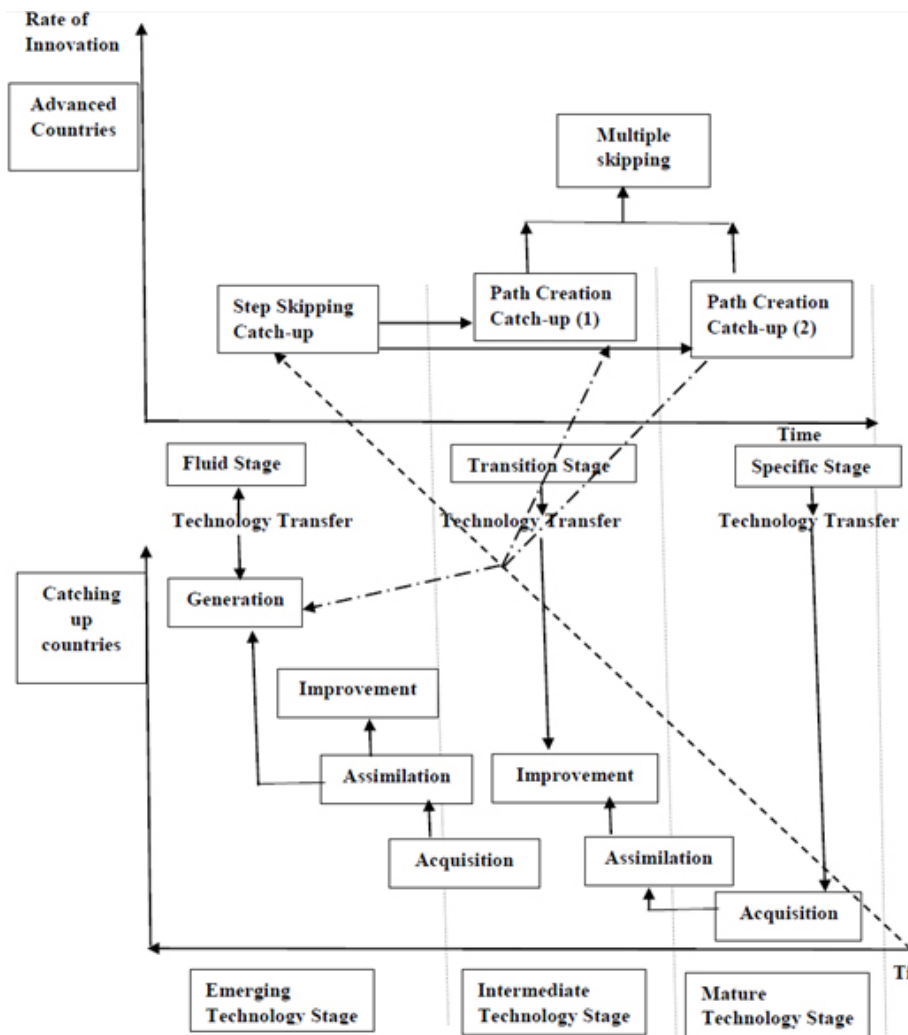 Rate of
Innovation
Advanced
Countries
Multiple
skipping
Step Skipping
Catch-up
Path Creation
Catch-up (1)
Path Creation
Catch-up (2)
Time
Fluid Stage
Transition Stage
Specific Stage
Technology Transfer
Technology Transfer
Technology Transfer
Catching
up
countries
Generation
Improvement
Assimilation
Improvement
Acquisition
Assimilation
Acquisition
Ti
Emerging
Technology Stage
Intermediate
Technology Stage
Mature
Technology Stage